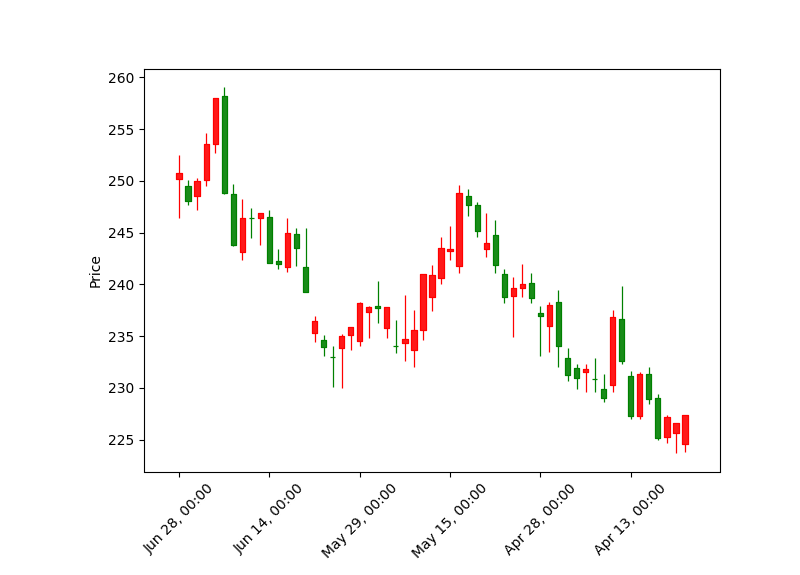 260
255
250
245
240
235
230
225
Price
Jun 28, 00:00
Jun 14, 00:00
May 29, 00:00
May 15, 00:00
Apr 28, 00:00
Apr 13, 00:00